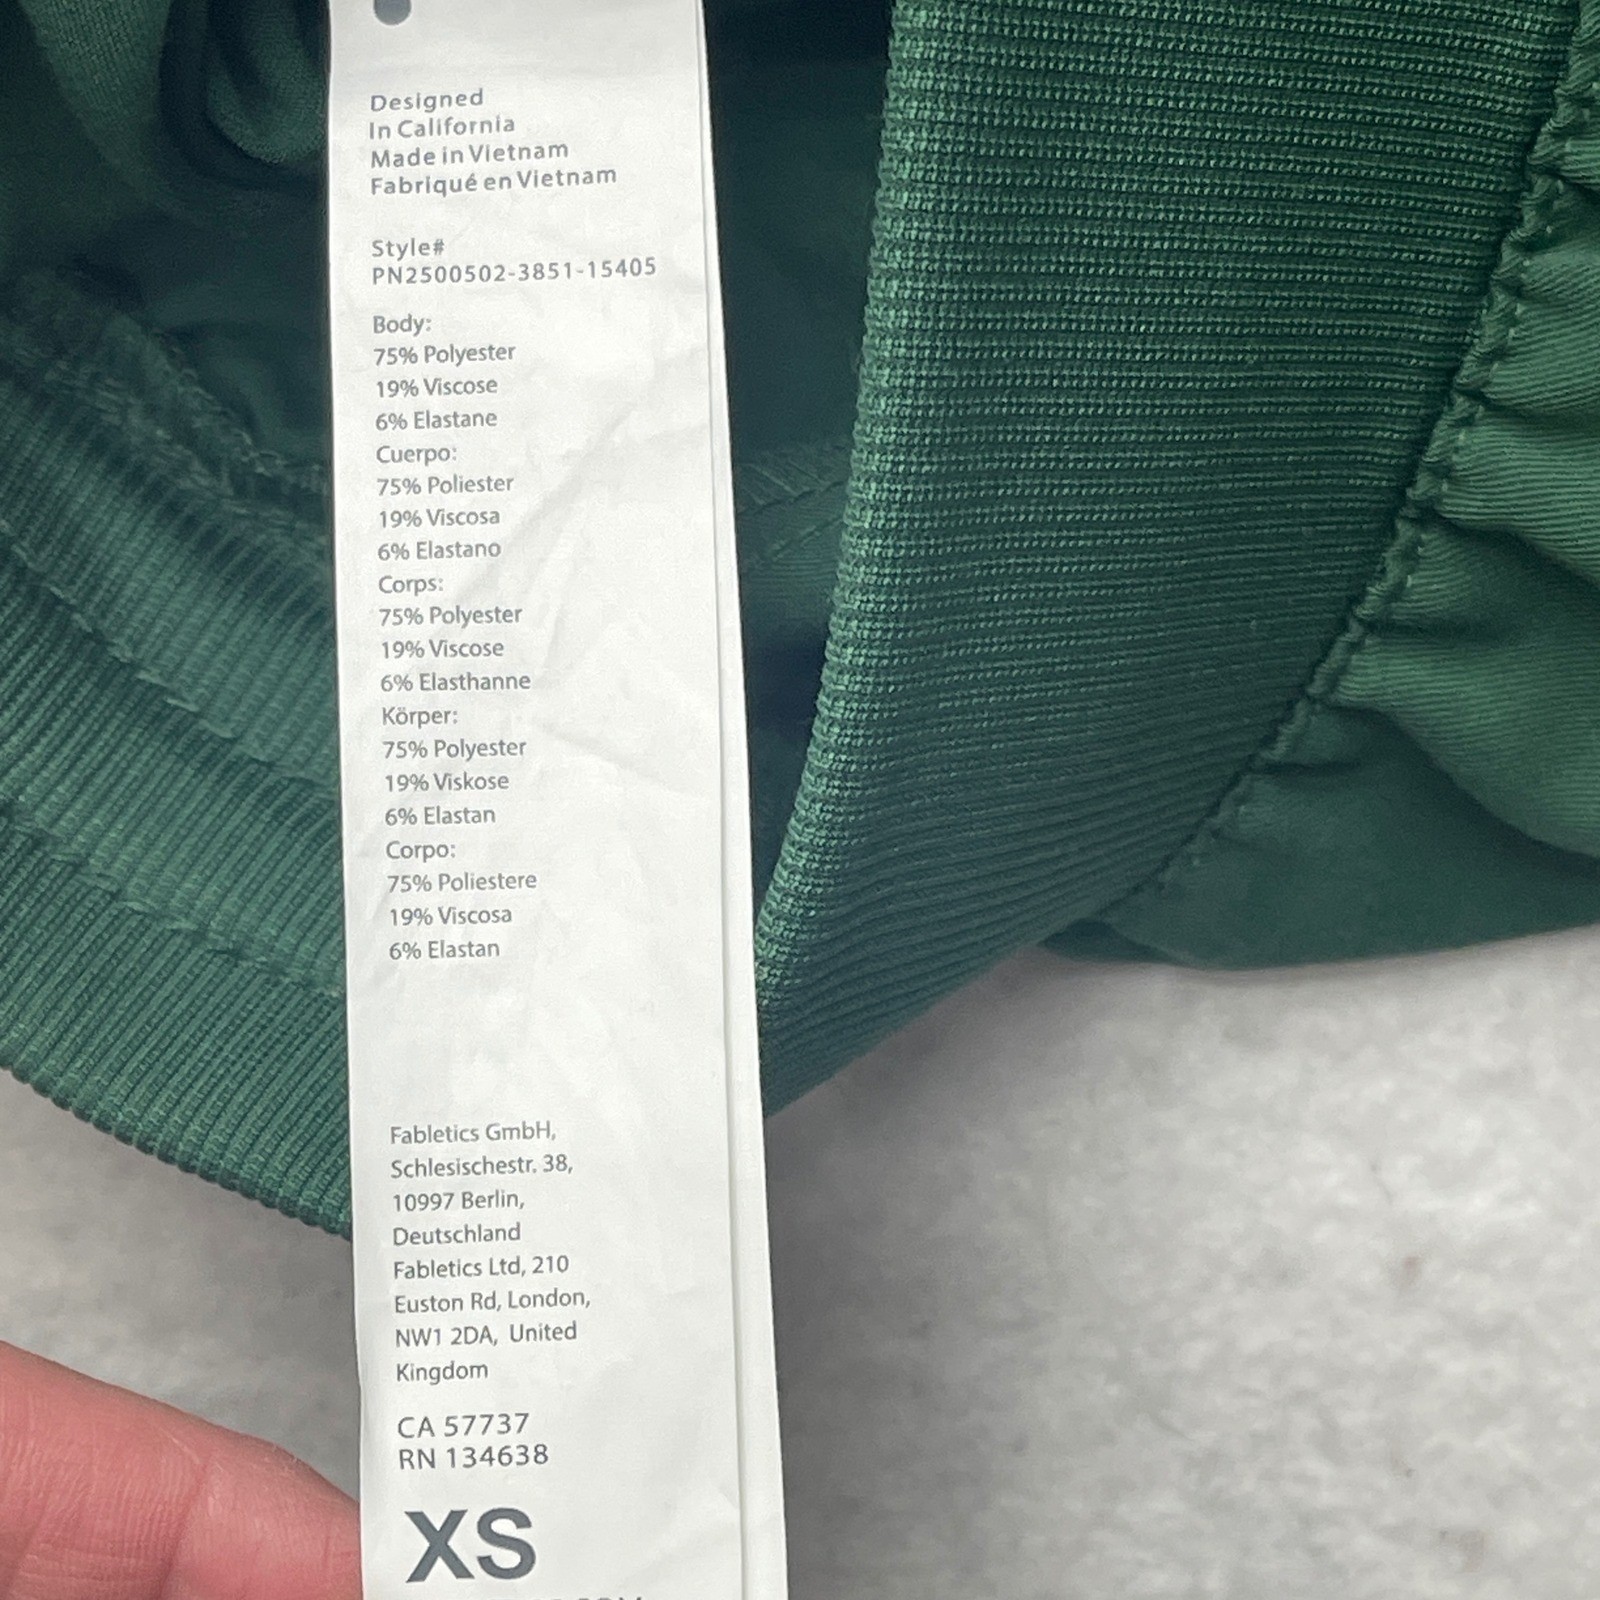 Designed
In California
Made in Vietnam
Fabriqué en Vietnam
Style#
PN2500502-3851-15405
Body:
75% Polyester
19% Viscose
6% Elastane
Cuerpo:
75% Poliester
19% Viscosa
6% Elastano
Corps:
75% Polyester
19% Viscose
6% Elasthanne
Körper:
75% Polyester
19% Viskose
6% Elastan
Corpo:
75% Poliestere
19% Viscosa
6% Elastan
Fabletics GmbH,
Schlesischestr. 38,
10997 Berlin,
Deutschland
Fabletics Ltd, 210
Euston Rd, London,
NW1 2DA, United
Kingdom
CA 57737
RN 134638
XS